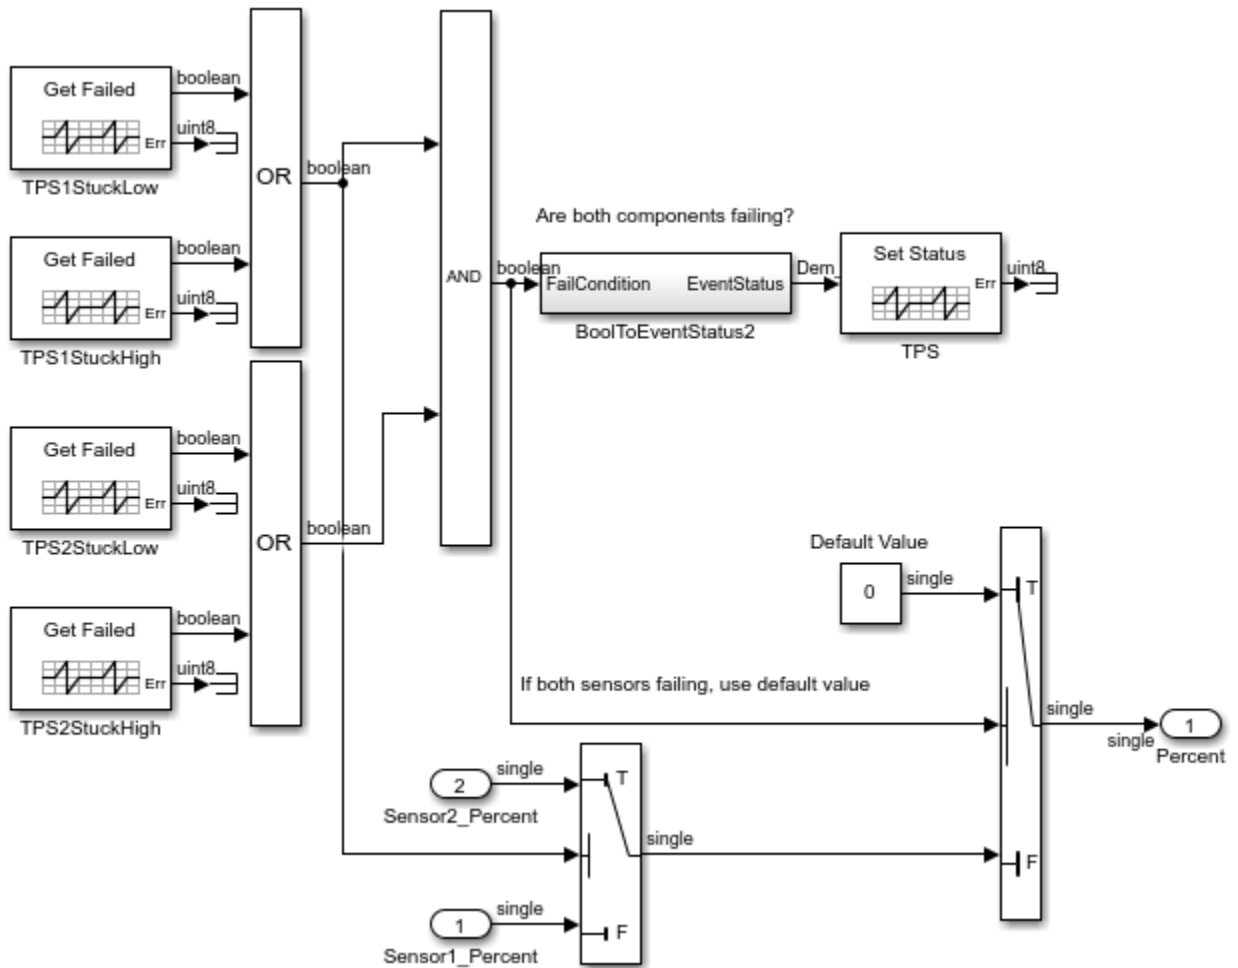 Get Failed
boolean
uint8
Err
TPS1StuckLow
Get Failed
boolean
uint8
Err
TPS1StuckHigh
OR
boolean
Get Failed
boolean
uint8
Err
TPS2StuckLow
Get Failed
boolean
uint8
Err
TPS2StuckHigh
OR
boolean
AND
boolean
Are both components failing?
FailCondition EventStatus
BoolToEventStatus2
Dem_
Set Status
Err
uint8
TPS
Default Value
0
single
T
If both sensors failing, use default value
F
single
single
1
Percent
2
single
Sensor2_Percent
T
single
1
single
Sensor1_Percent
F